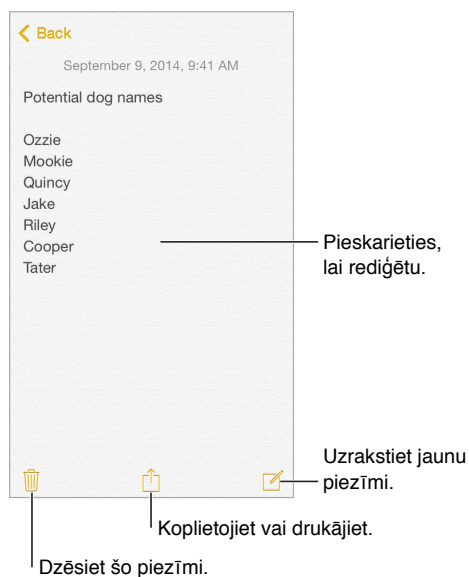 Back
September 9, 2014, 9:41 AM
Potential dog names
Ozzie
Mookie
Quincy
Jake
Riley
Cooper
Tater
Pieskarieties,
lai rediģētu.
Uzrakstiet jaunu
piezīmi.
Koplietojiet vai drukājiet.
Dzēsiet šo piezīmi.